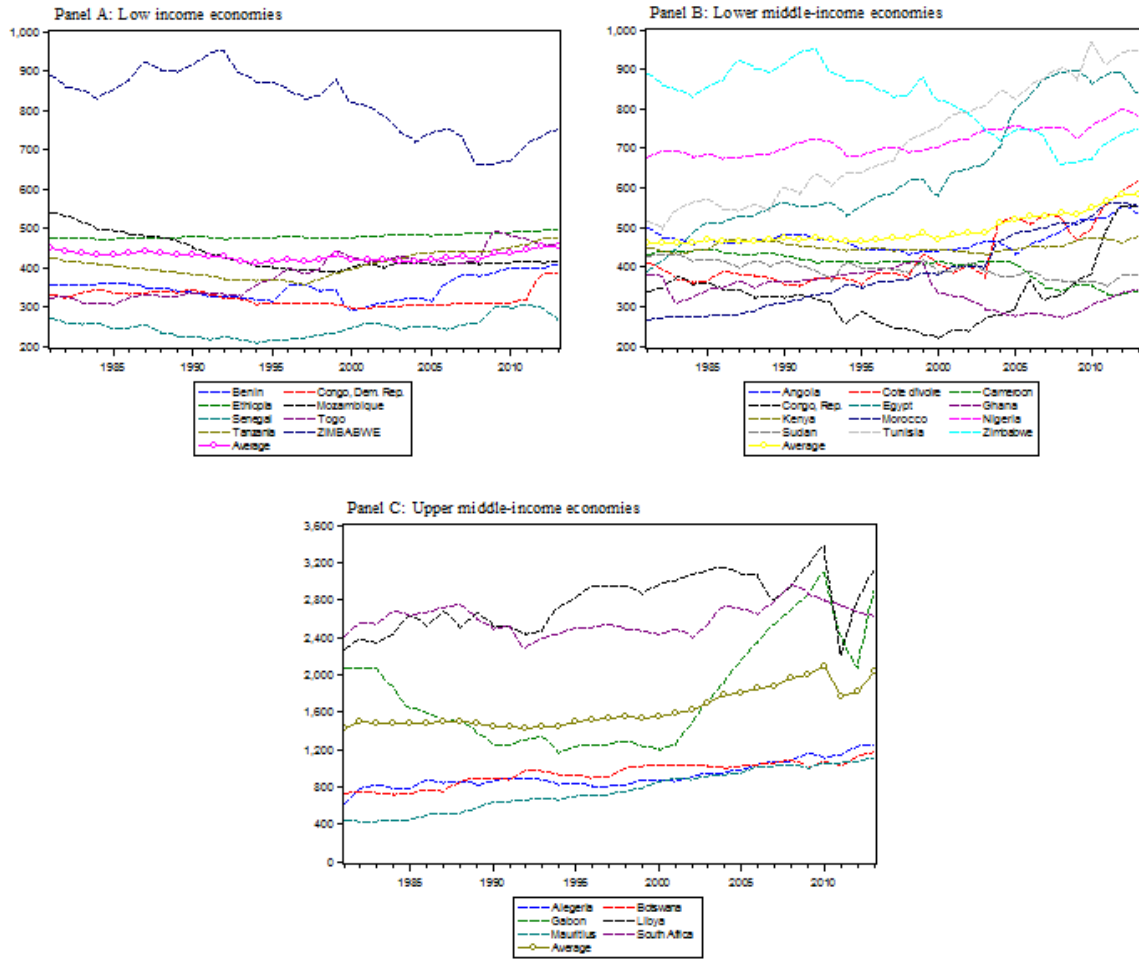 Panel A: Low income economies
1,000
900
800
700
600
500
400
300
200
1985 1990 1995 2000 2005 2010
Benin Congo, Dem. Rep.
Ethiopia Mozambique
Senegal Togo
Tanzania ZIMBABWE
Average
Panel B: Lower middle-income economies
1,000
900
800
700
600
500
400
300
200
1985 1990 1995 2000 2005 2010
Angola Cote d'Ivoire Cameroon
Congo, Rep. Egypt Ghana
Kenya Morocco Nigeria
Sudan Tunisia Zimbabwe
Average
Panel C: Upper middle-income economies
3,600
3,200
2,800
2,400
2,000
1,600
1,200
800
400
0
1985 1990 1995 2000 2005 2010
Alegeria Botswana
Gabon Libya
Mauritius South Africa
Average